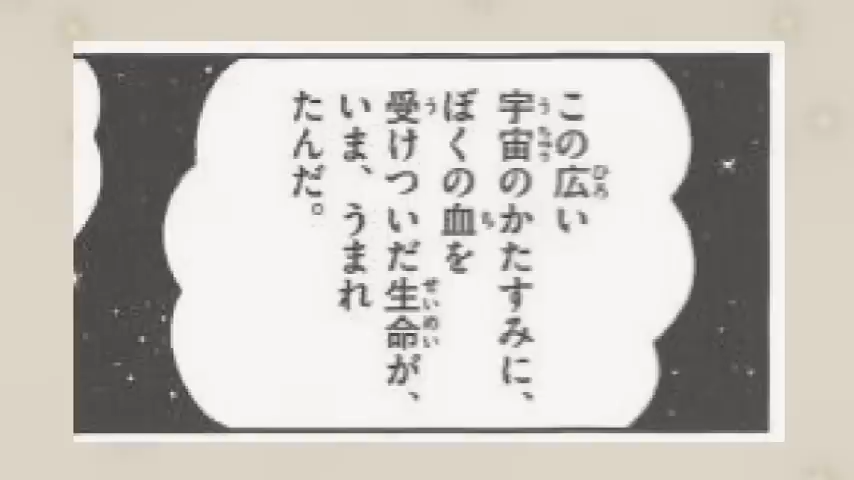 この広い
宇宙のかたすみに、
ぼくの血を
受けついだ生命が、
いま、うまれ
たんだ。